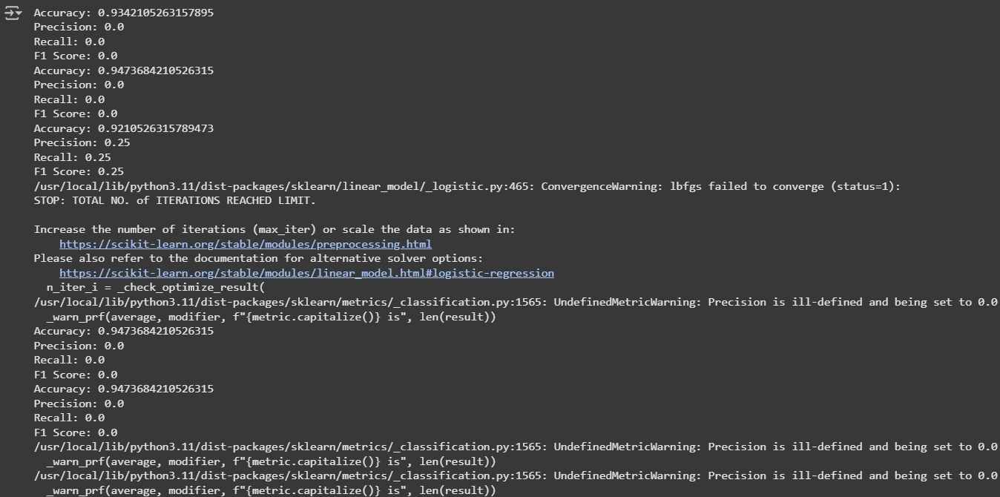 Accuracy: 0.9342105263157895
Precision: 0.0
Recall: 0.0
F1 Score: 0.0
Accuracy: 0.9473684210526315
Precision: 0.0
Recall: 0.0
F1 Score: 0.0
Accuracy: 0.9210526315789473
Precision: 0.25
Recall: 0.25
F1 Score: 0.25
/usr/local/lib/python3.11/dist-packages/sklearn/linear_model/_logistic.py:465: ConvergenceWarning: lbfgs failed to converge (status=1):
STOP: TOTAL NO. of ITERATIONS REACHED LIMIT.

Increase the number of iterations (max_iter) or scale the data as shown in:
    https://scikit-learn.org/stable/modules/preprocessing.html
Please also refer to the documentation for alternative solver options:
    https://scikit-learn.org/stable/modules/linear_model.html#logistic-regression
  n_iter_i = _check_optimize_result(
/usr/local/lib/python3.11/dist-packages/sklearn/metrics/_classification.py:1565: UndefinedMetricWarning: Precision is ill-defined and being set to 0.0
  _warn_prf(average, modifier, f"{metric.capitalize()} is", len(result))
Accuracy: 0.9473684210526315
Precision: 0.0
Recall: 0.0
F1 Score: 0.0
Accuracy: 0.9473684210526315
Precision: 0.0
Recall: 0.0
F1 Score: 0.0
/usr/local/lib/python3.11/dist-packages/sklearn/metrics/_classification.py:1565: UndefinedMetricWarning: Precision is ill-defined and being set to 0.0
  _warn_prf(average, modifier, f"{metric.capitalize()} is", len(result))
/usr/local/lib/python3.11/dist-packages/sklearn/metrics/_classification.py:1565: UndefinedMetricWarning: Precision is ill-defined and being set to 0.0
  _warn_prf(average, modifier, f"{metric.capitalize()} is", len(result))